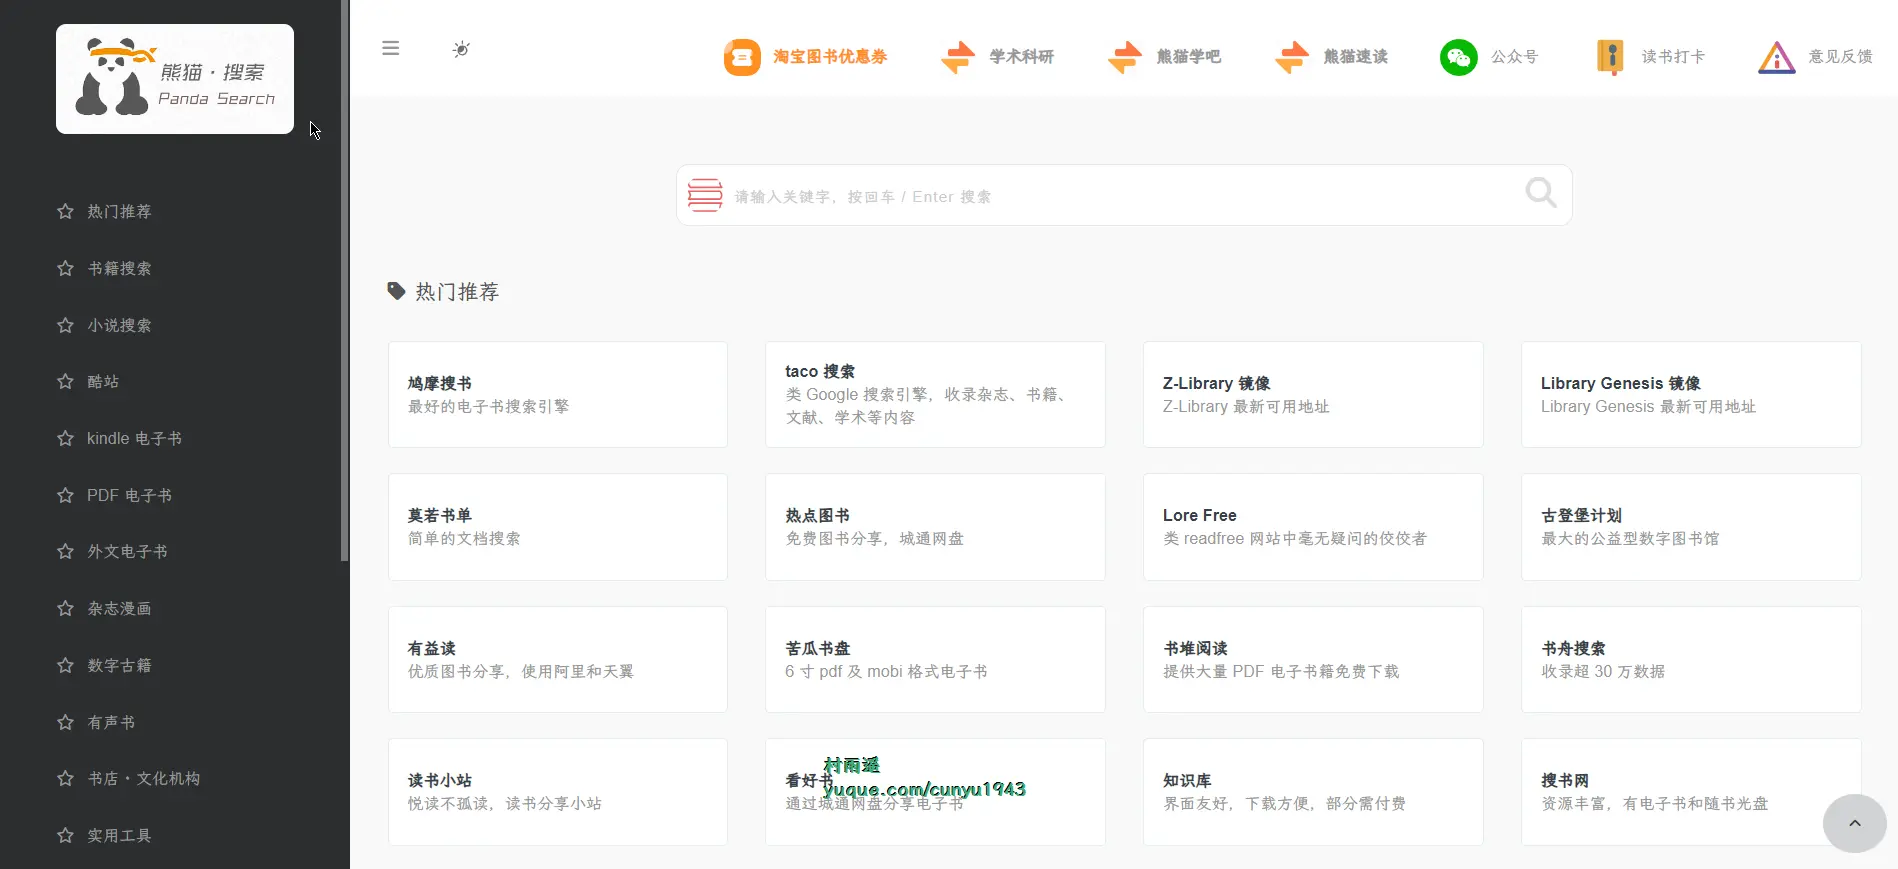 熊猫·搜索
Panda Search
热门推荐
书籍搜索
小说搜索
酷站
kindle 电子书
PDF 电子书
外文电子书
杂志漫画
数字古籍
有声书
书店·文化机构
实用工具
淘宝图书优惠券
学术科研
熊猫学吧
熊猫速读
公众号
读书打卡
意见反馈
请输入关键字，按回车 / Enter 搜索
热门推荐
鸠摩搜书
最好的电子书搜索引擎
taco 搜索
类 Google 搜索引擎，收录杂志、书籍、
文献、学术等内容
Z-Library 镜像
Z-Library 最新可用地址
Library Genesis 镜像
Library Genesis 最新可用地址
莫若书单
简单的文档搜索
热点图书
免费图书分享，城通网盘
Lore Free
类 readfree 网站中毫无疑问的佼佼者
古登堡计划
最大的公益型数字图书馆
有益读
优质图书分享，使用阿里和天翼
苦瓜书盘
6 寸 pdf 及 mobi 格式电子书
书堆阅读
提供大量 PDF 电子书籍免费下载
书舟搜索
收录超 30 万数据
读书小站
悦读不孤读，读书分享小站
看好书
通过城通网盘分享电子书
村雨遥
yuque.com/cunyu1943
知识库
界面友好，下载方便，部分需付费
搜书网
资源丰富，有电子书和随书光盘